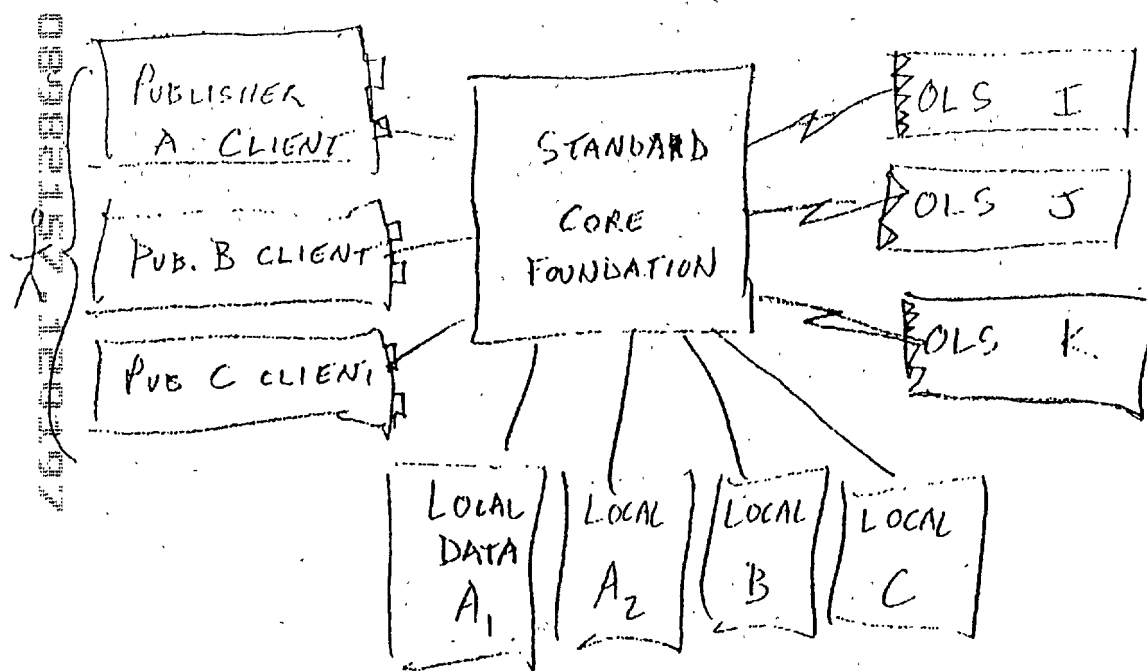 PUBLISHER
A CLIENT
PUB. B CLIENT
PUB C CLIENT
STANDARD
CORE
FOUNDATION
OLS I
OLS J
OLS K
LOCAL
DATA
A₁
LOCAL
A₂
LOCAL
B
LOCAL
C